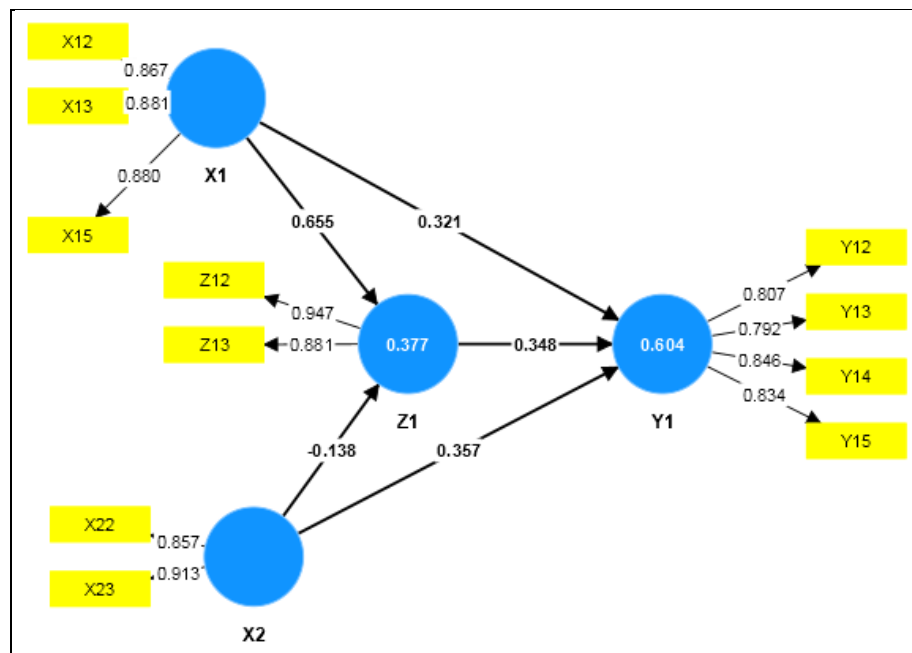 X12
0.867
X13
0.881
X1
0.880
X15
0.655
0.321
Z12
0.947
Z13
0.881
0.377
Z1
0.348
0.604
Y1
Y12
0.807
Y13
0.792
Y14
0.846
Y15
0.834
-0.138
0.357
X22
0.857
X23
0.913
X2